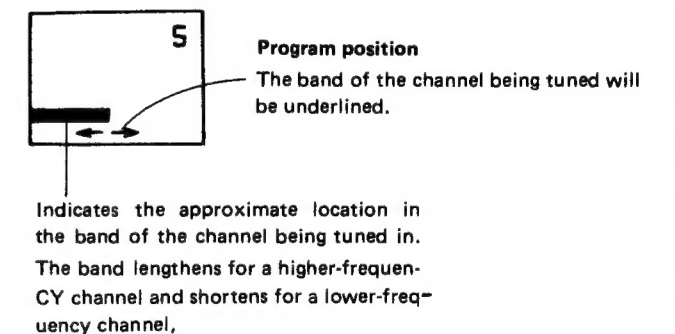 5
Program position
The band of the channel being tuned will
be underlined.
Indicates the approximate location in
the band of the channel being tuned in.
The band lengthens for a higher-frequen-
CY channel and shortens for a lower-freq-
uency channel,